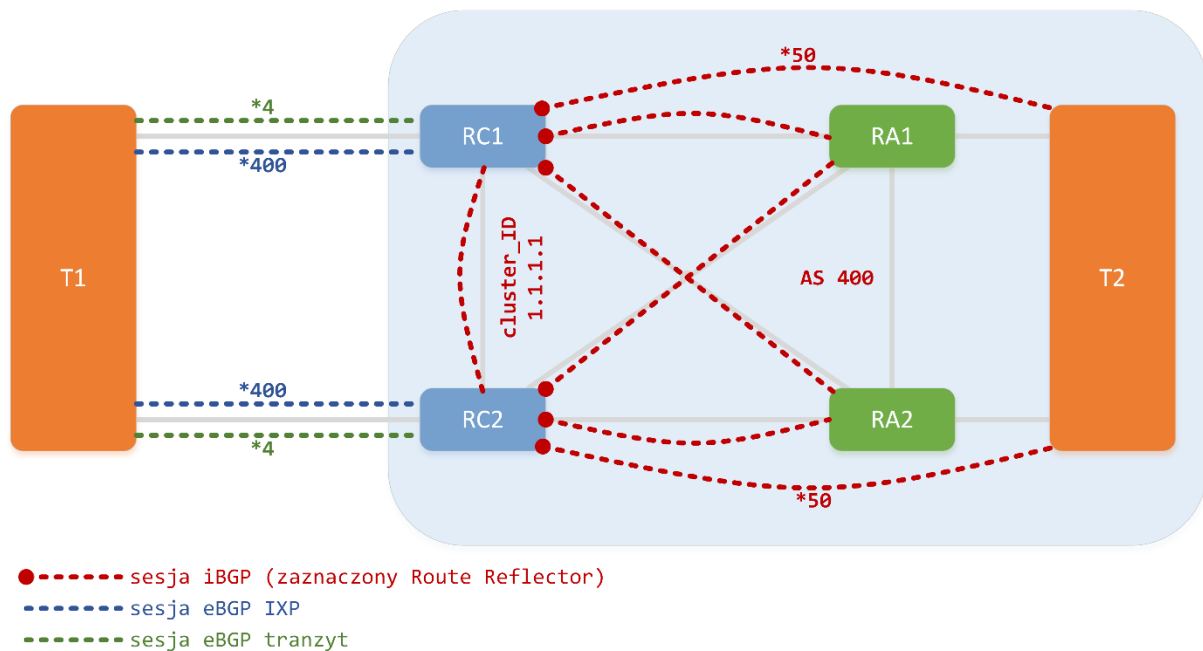 *50
*4
RC1
RA1
*400
T1
cluster_ID
1.1.1.1
AS 400
T2
*400
RC2
RA2
*4
*50
sesja iBGP (zaznaczony Route Reflector)
sesja eBGP IXP
sesja eBGP tranzyt